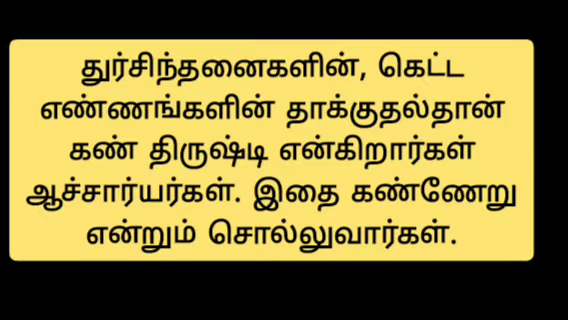 துர்சிந்தனைகளின், கெட்ட
எண்ணங்களின் தாக்குதல்தான்
கண் திருஷ்டி என்கிறார்கள்
ஆச்சார்யர்கள். இதை கண்ணேறு
என்றும் சொல்லுவார்கள்.